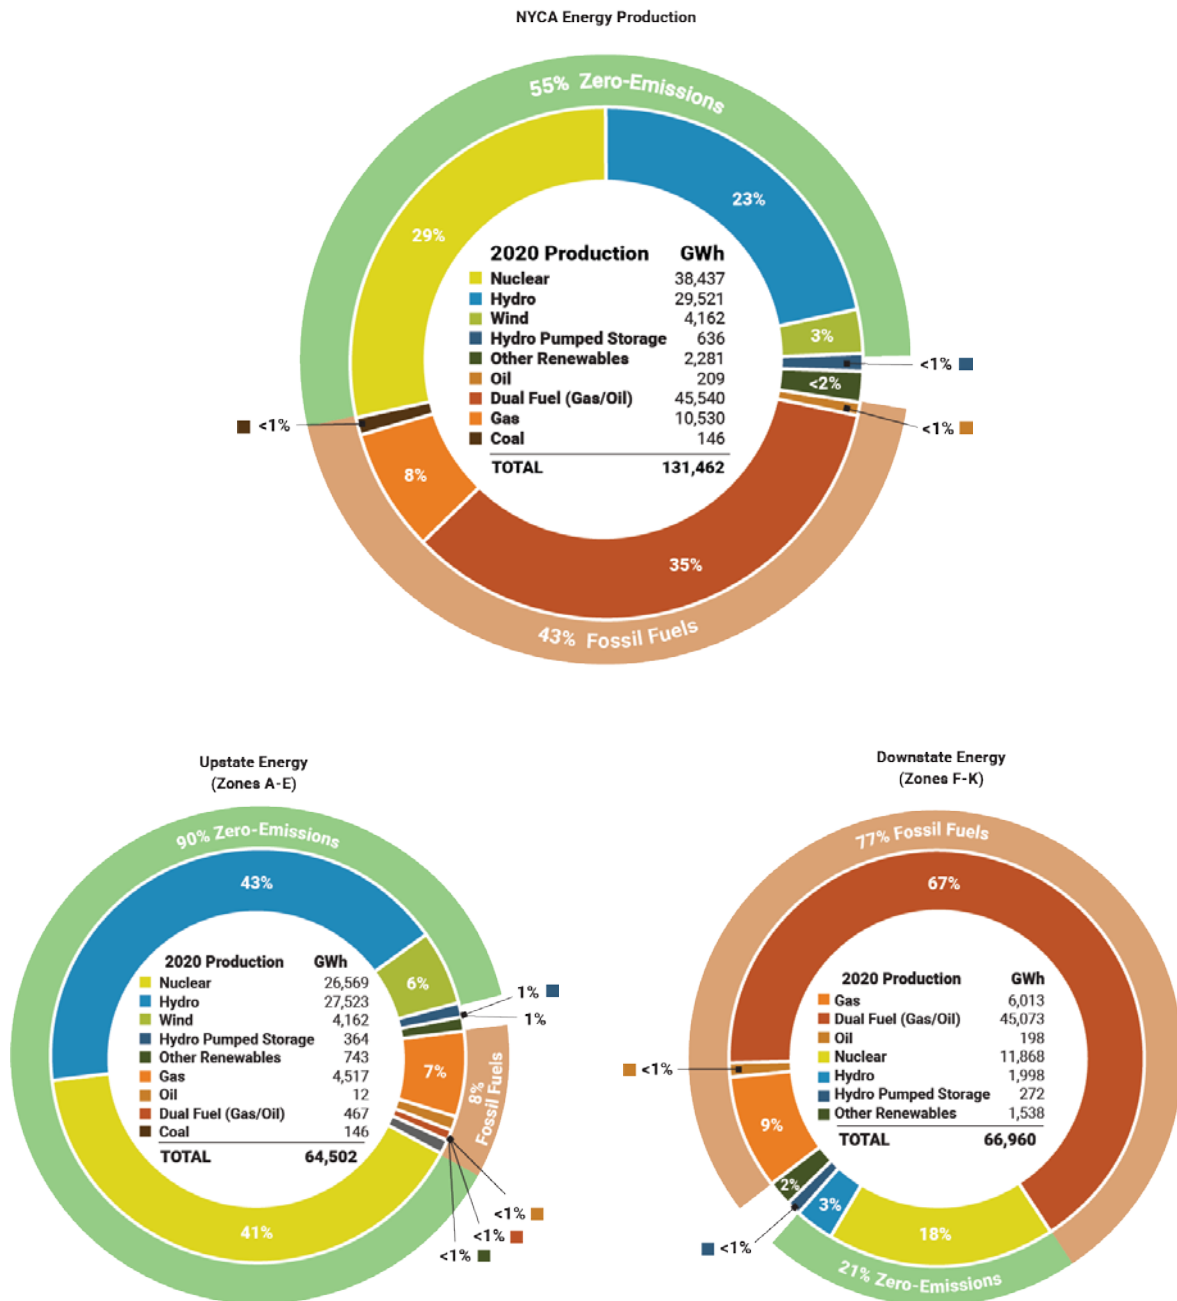 NYCA Energy Production
55% Zero-Emissions
23%
29%
2020 Production GWh
Nuclear 38,437
Hydro 29,521
Wind 4,162
Hydro Pumped Storage 636
Other Renewables 2,281
Oil 209
Dual Fuel (Gas/Oil) 45,540
Gas 10,530
Coal 146
TOTAL 131,462
3%
<1%
<2%
<1%
<1%
8%
35%
43% Fossil Fuels
Upstate Energy
(Zones A-E)
90% Zero-Emissions
43%
6%
2020 Production GWh
Nuclear 26,569
Hydro 27,523
Wind 4,162
Hydro Pumped Storage 364
Other Renewables 743
Gas 4,517
Oil 12
Dual Fuel (Gas/Oil) 467
Coal 146
TOTAL 64,502
1%
1%
7%
8%
Fossil Fuels
<1%
<1%
<1%
41%
Downstate Energy
(Zones F-K)
77% Fossil Fuels
67%
2020 Production GWh
Gas 6,013
Dual Fuel (Gas/Oil) 45,073
Oil 198
Nuclear 11,868
Hydro 1,998
Hydro Pumped Storage 272
Other Renewables 1,538
TOTAL 66,960
<1%
9%
2%
3%
<1%
18%
21% Zero-Emissions